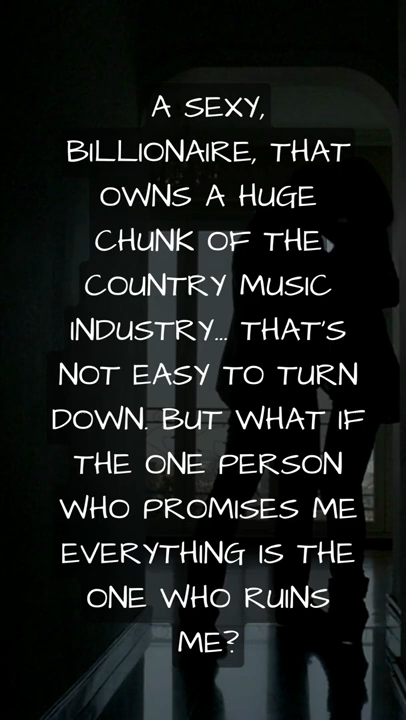 A SEXY,
BILLIONAIRE, THAT
OWNS A HUGE
CHUNK OF THE
COUNTRY MUSIC
INDUSTRY... THAT'S
NOT EASY TO TURN
DOWN. BUT WHAT IF
THE ONE PERSON
WHO PROMISES ME
EVERYTHING IS THE
ONE WHO RUINS
ME?